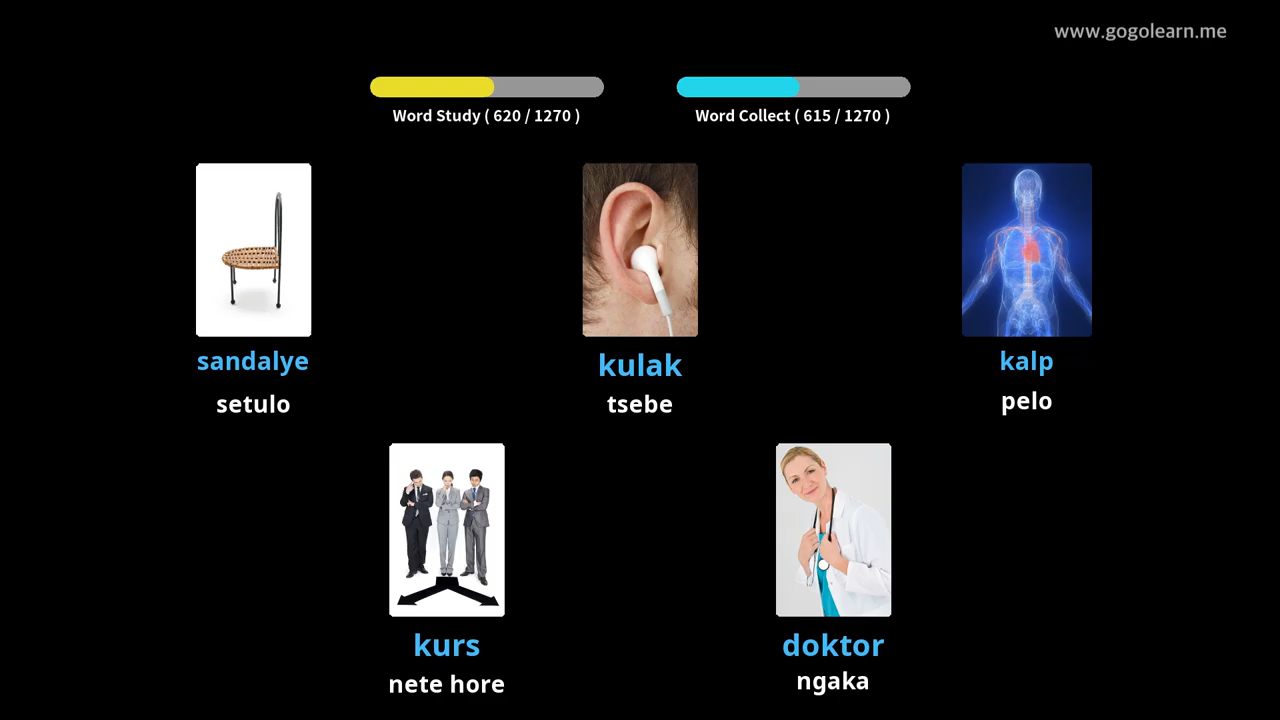 www.gogolearn.me
Word Study ( 620 / 1270 )
Word Collect ( 615 / 1270 )
sandalye
setulo
kulak
tsebe
kalp
pelo
kurs
nete hore
doktor
ngaka